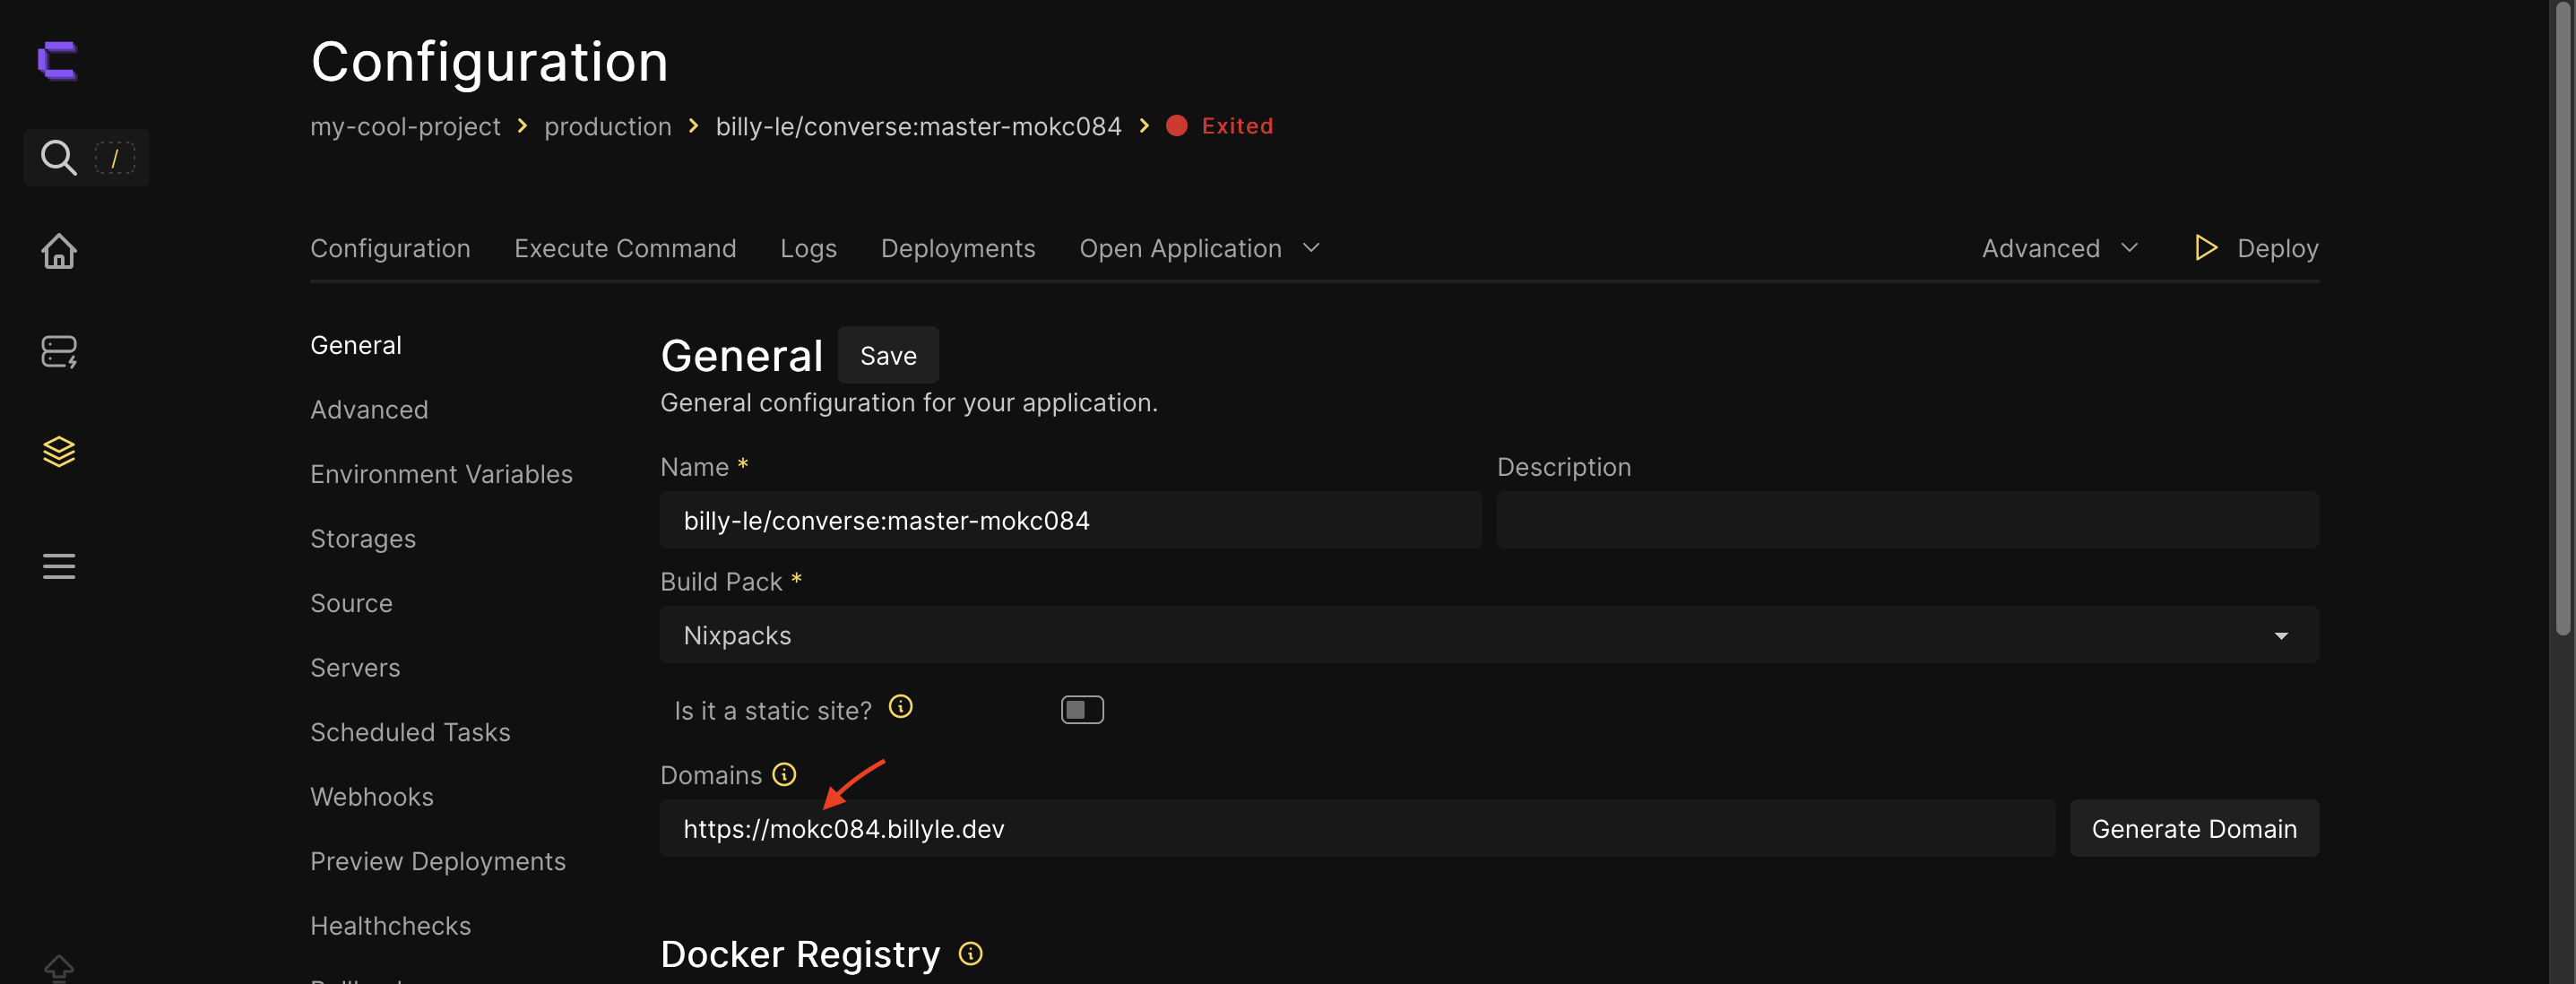 Configuration
my-cool-project > production > billy-le/converse:master-mokc084 > Exited
/
Configuration Execute Command Logs Deployments Open Application Advanced Deploy
General
Advanced
Environment Variables
Storages
Source
Servers
Scheduled Tasks
Webhooks
Preview Deployments
Healthchecks
General Save
General configuration for your application.
Name * Description
billy-le/converse:master-mokc084
Build Pack *
Nixpacks
Is it a static site?
Domains
https://mokc084.billyle.dev Generate Domain
Docker Registry